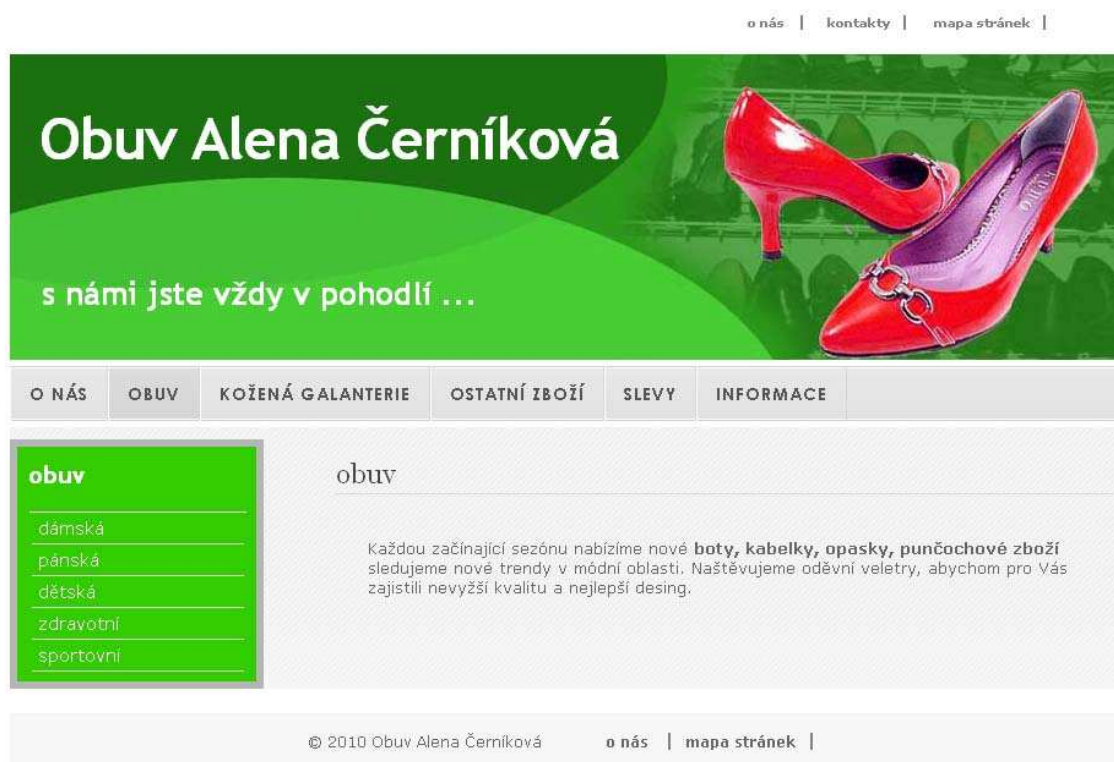 o nás | kontakty | mapa stránek |
Obuv Alena Černíková
s námi jste vždy v pohodlí ...
O NÁS OBUV KOŽENÁ GALANTERIE OSTATNÍ ZBOŽÍ SLEVY INFORMACE
obuv
dámská
pánská
dětská
zdravotní
sportovní
obuv
Každou začínající sezónu nabízíme nové boty, kabelky, opasky, punčochové zboží
sledujeme nové trendy v módní oblasti. Naštěvujeme oděvní veletry, abychom pro Vás
zajistili nevyžší kvalitu a nejlepší desing.
© 2010 Obuv Alena Černíková o nás | mapa stránek |